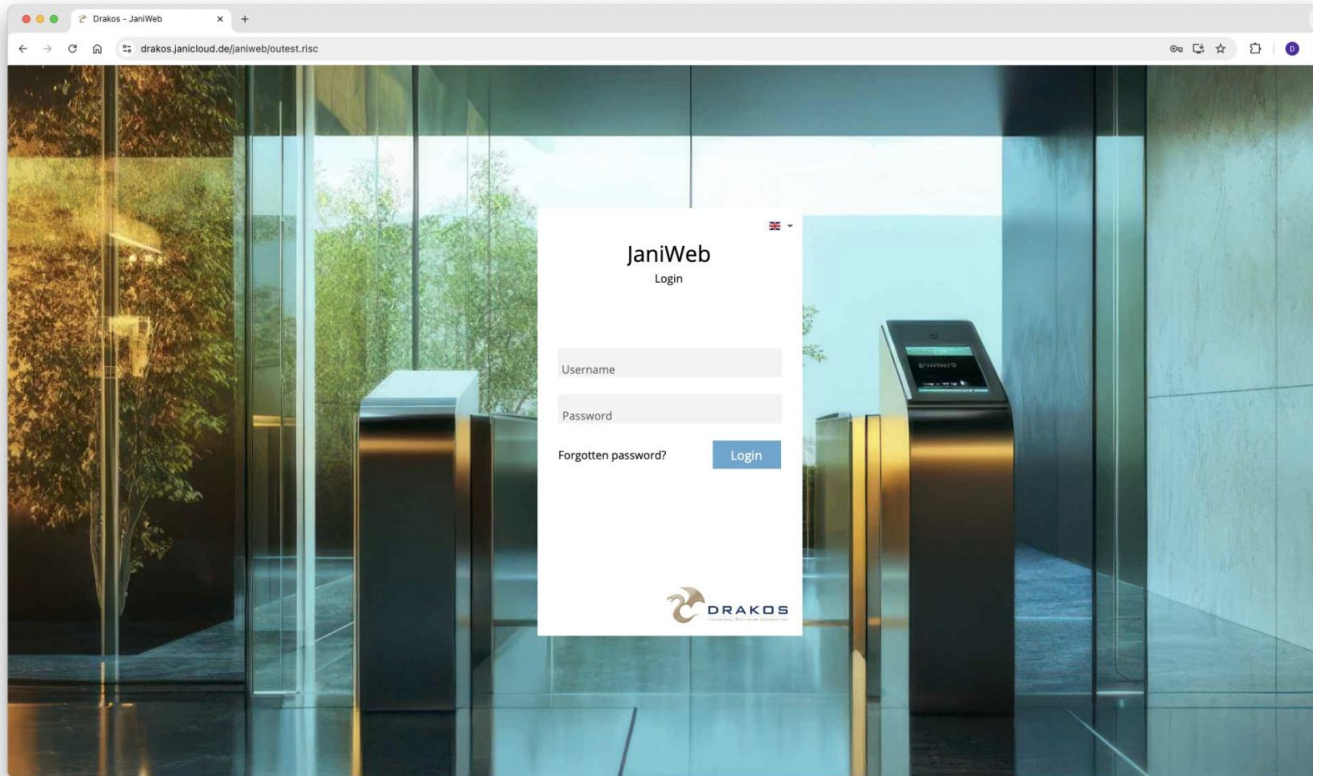 Drakos - JaniWeb
drakos.janicloud.de/janiweb/outest.risc
D
JaniWeb
Login
Username
Password
Forgotten password?
Login
DRAKOS